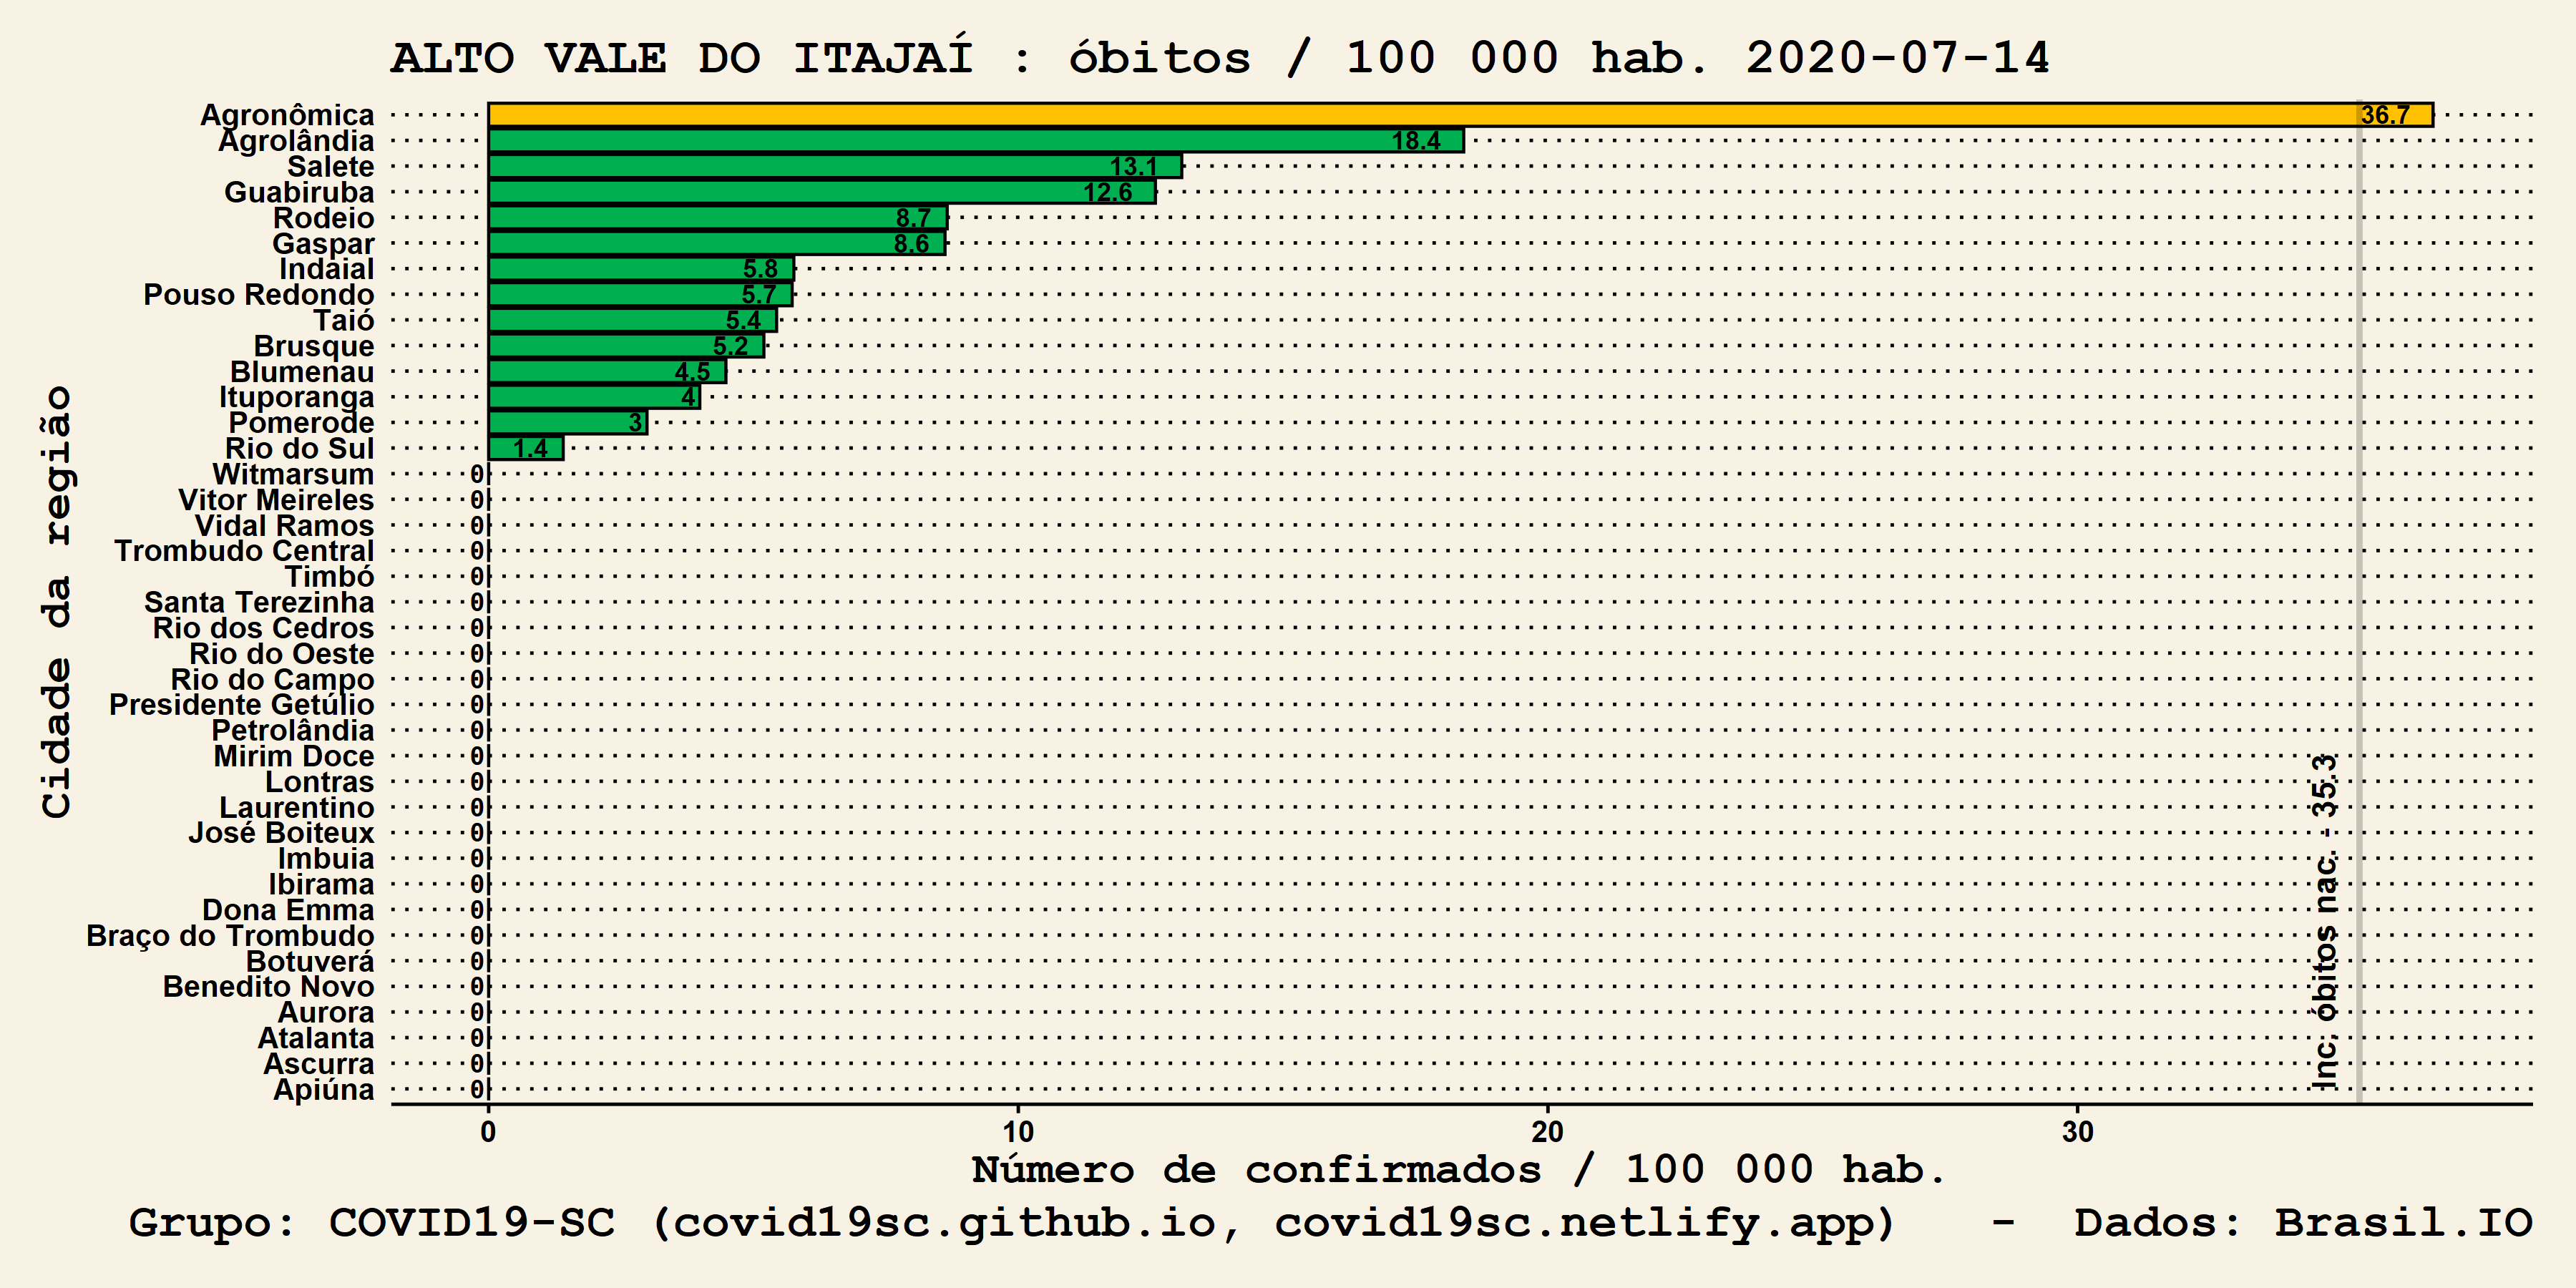 ALTO VALE DO ITAJAÍ : óbitos / 100 000 hab. 2020-07-14
Cidade da região
Agronômica 36.7
Agrolândia 18.4
Salete 13.1
Guabiruba 12.6
Rodeio 8.7
Gaspar 8.6
Indaial 5.8
Pouso Redondo 5.7
Taió 5.4
Brusque 5.2
Blumenau 4.5
Ituporanga 4
Pomerode 3
Rio do Sul 1.4
Witmarsum 0
Vitor Meireles 0
Vidal Ramos 0
Trombudo Central 0
Timbó 0
Santa Terezinha 0
Rio dos Cedros 0
Rio do Oeste 0
Rio do Campo 0
Presidente Getúlio 0
Petrolândia 0
Mirim Doce 0
Lontras 0
Laurentino 0
José Boiteux 0
Imbuia 0
Ibirama 0
Dona Emma 0
Braço do Trombudo 0
Botuverá 0
Benedito Novo 0
Aurora 0
Atalanta 0
Ascurra 0
Apiúna 0
Inc. óbitos nac. - 35.3
0 10 20 30
Número de confirmados / 100 000 hab.
Grupo: COVID19-SC (covid19sc.github.io, covid19sc.netlify.app) - Dados: Brasil.IO